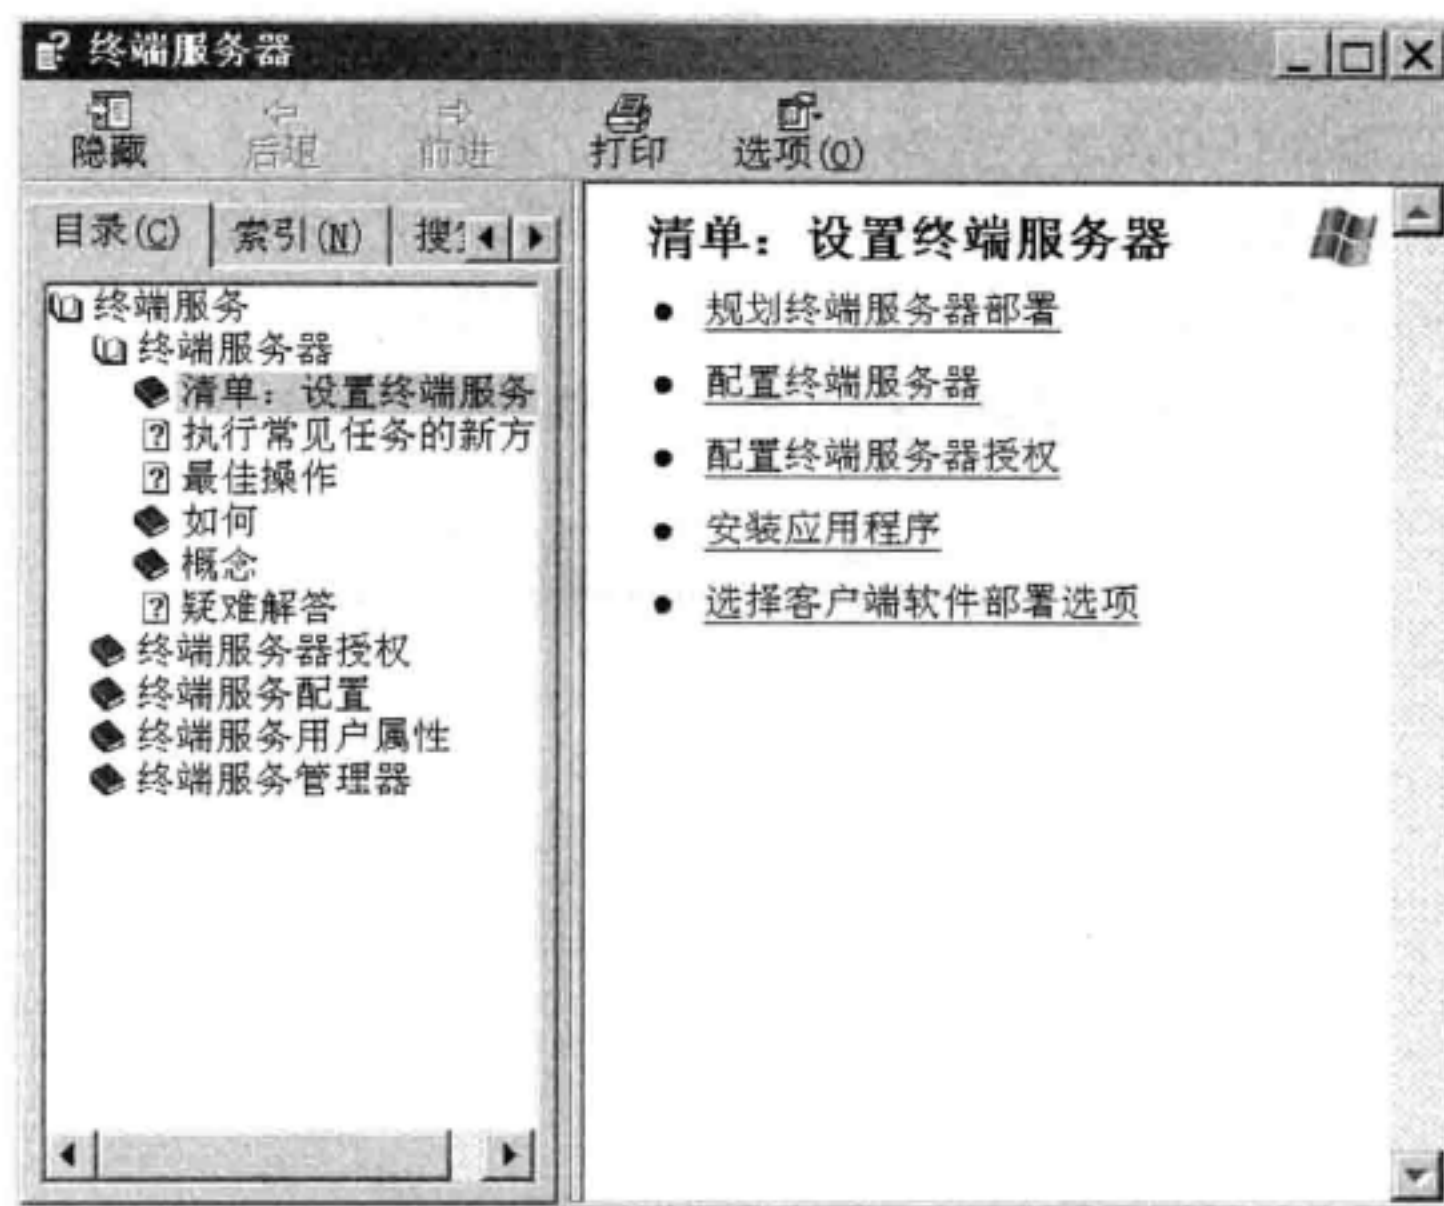 终端服务器
隐藏 后退 前进 打印 选项(O)
目录(C) 索引(N) 搜
终端服务
终端服务器
清单：设置终端服务
执行常见任务的新方
最佳操作
如何
概念
疑难解答
终端服务器授权
终端服务配置
终端服务用户属性
终端服务管理器
清单：设置终端服务器
规划终端服务器部署
配置终端服务器
配置终端服务器授权
安装应用程序
选择客户端软件部署选项